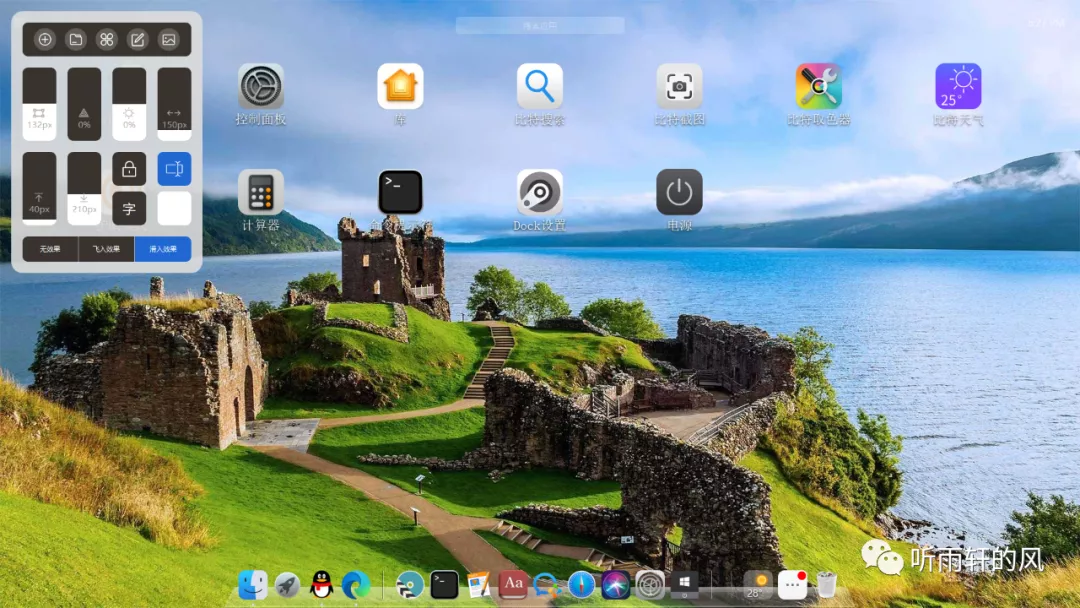 132px
0%
0%
150px
40px
210px
字
无效果
飞入效果
滑入效果
控制面板
库
比特搜索
比特截图
比特取色器
25°
比特天气
计算器
>_
Dock设置
电源
>_
Aa
28°
听雨轩的风